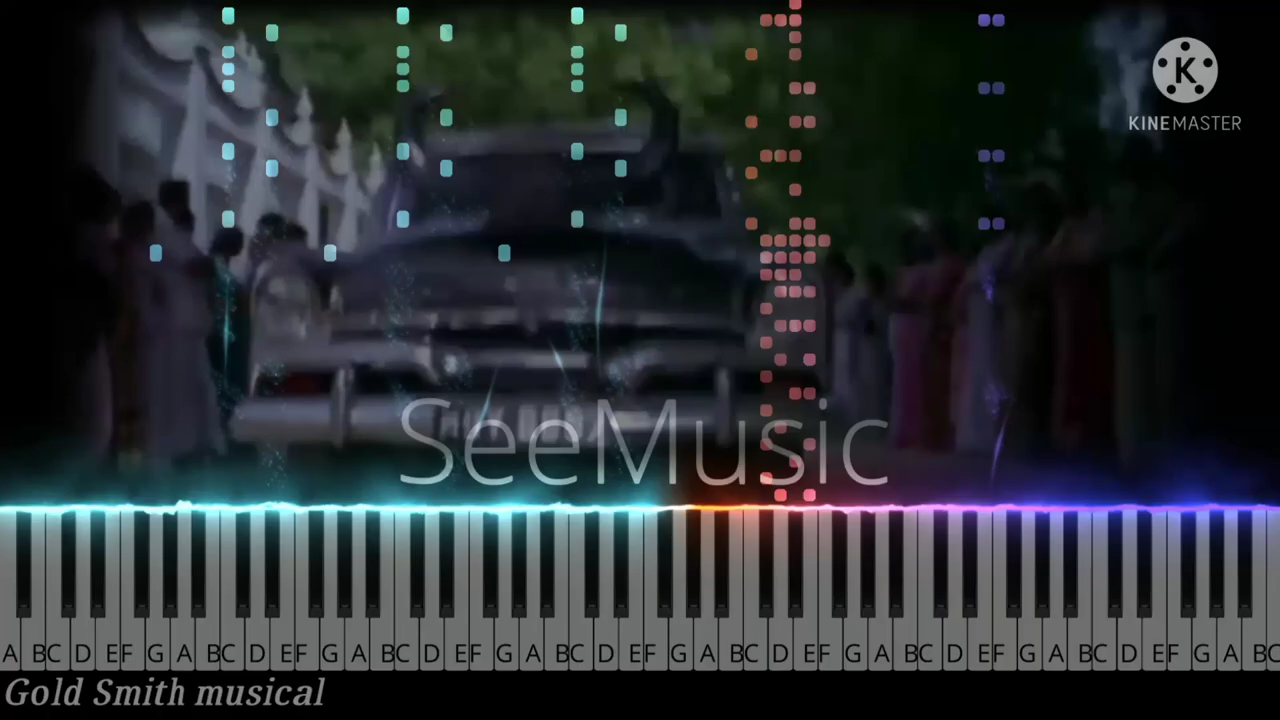 K
KINEMASTER
SeeMusic
A BC D EF G A BC D EF G A BC D EF G A BC D EF G A BC D EF G A BC D EF G A BC D EF G A BC
Gold Smith musical